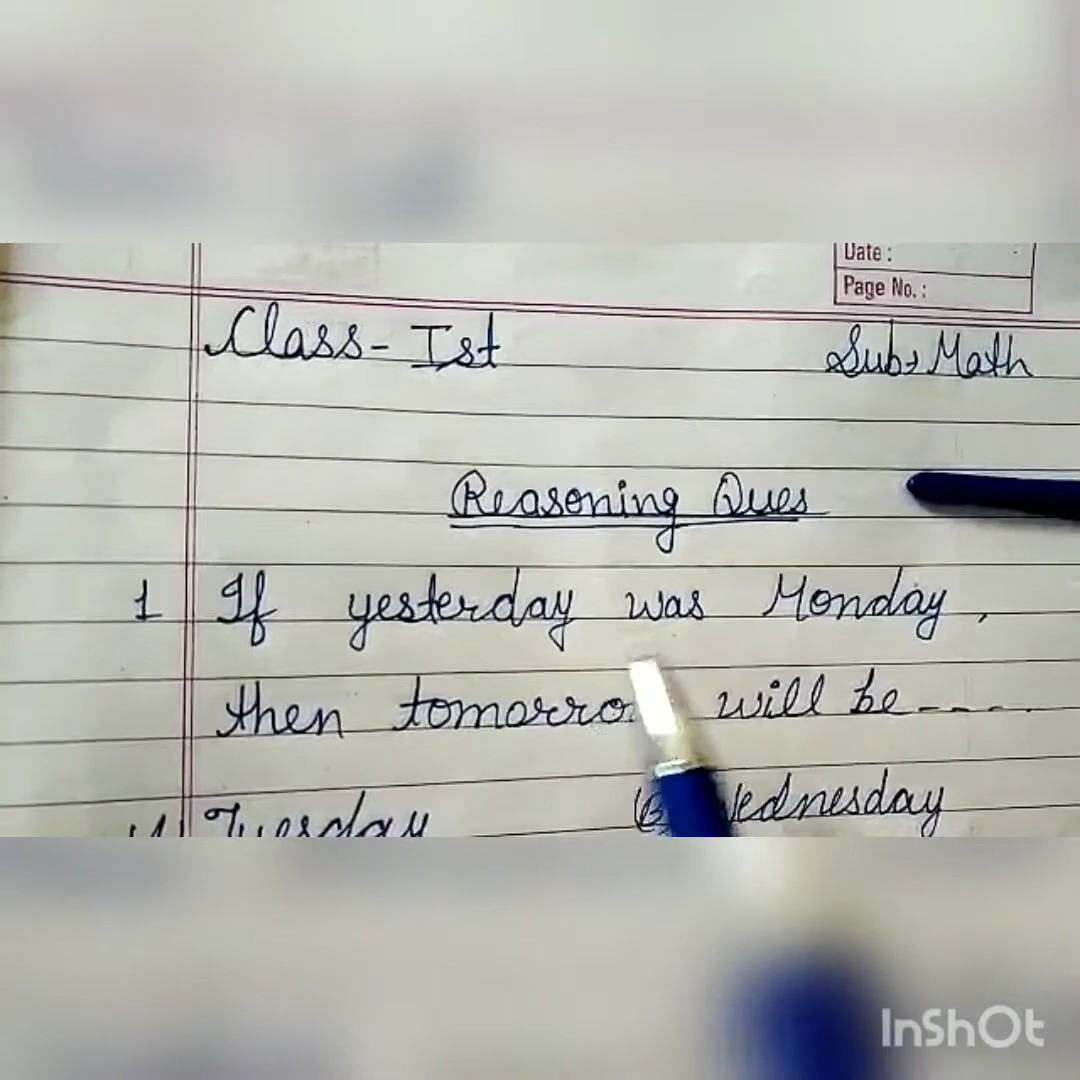 Date :
Page No. :
Class - Ist Sub → Math
Reasoning Ques
1 If yesterday was Monday,
then will be ----.
Tuesday (B) Wednesday
InShOt